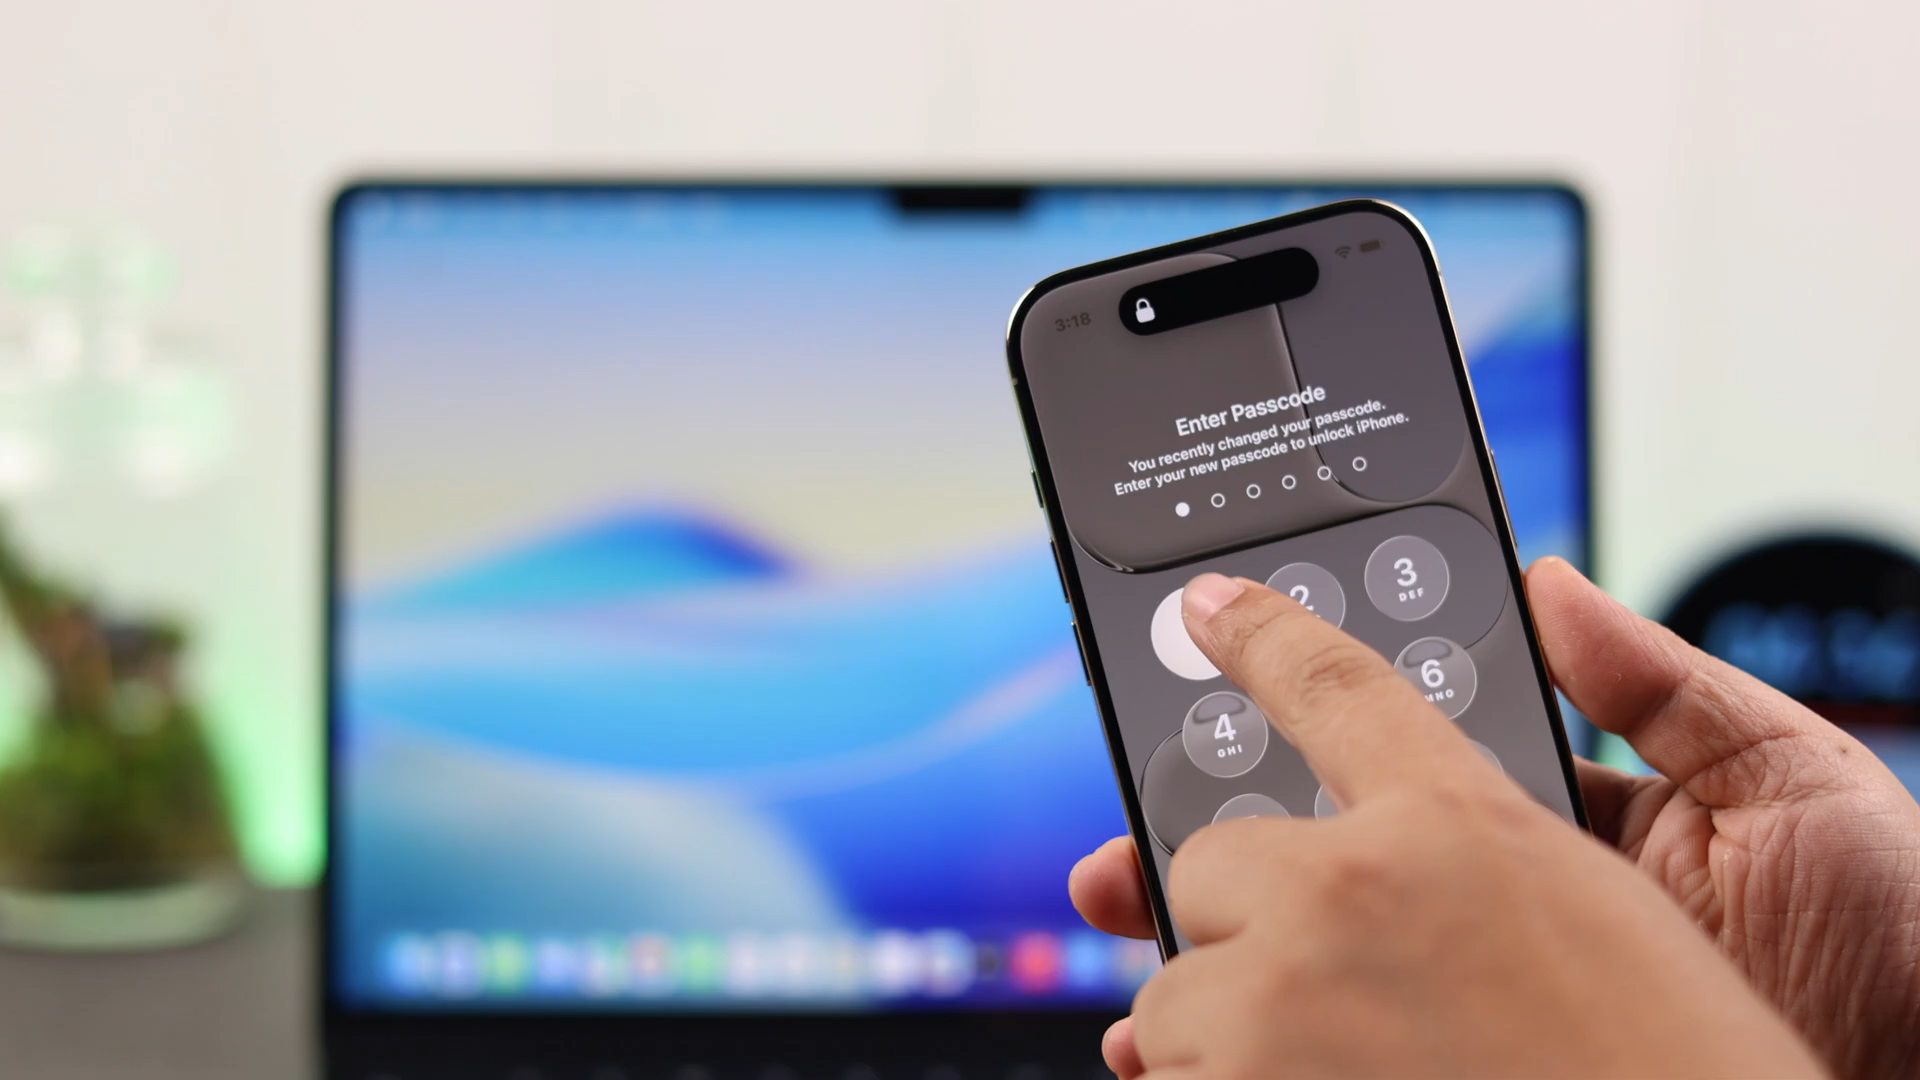 3:18
Enter Passcode
You recently changed your passcode.
Enter your new passcode to unlock iPhone.
2
3
DEF
6
MNO
4
GHI